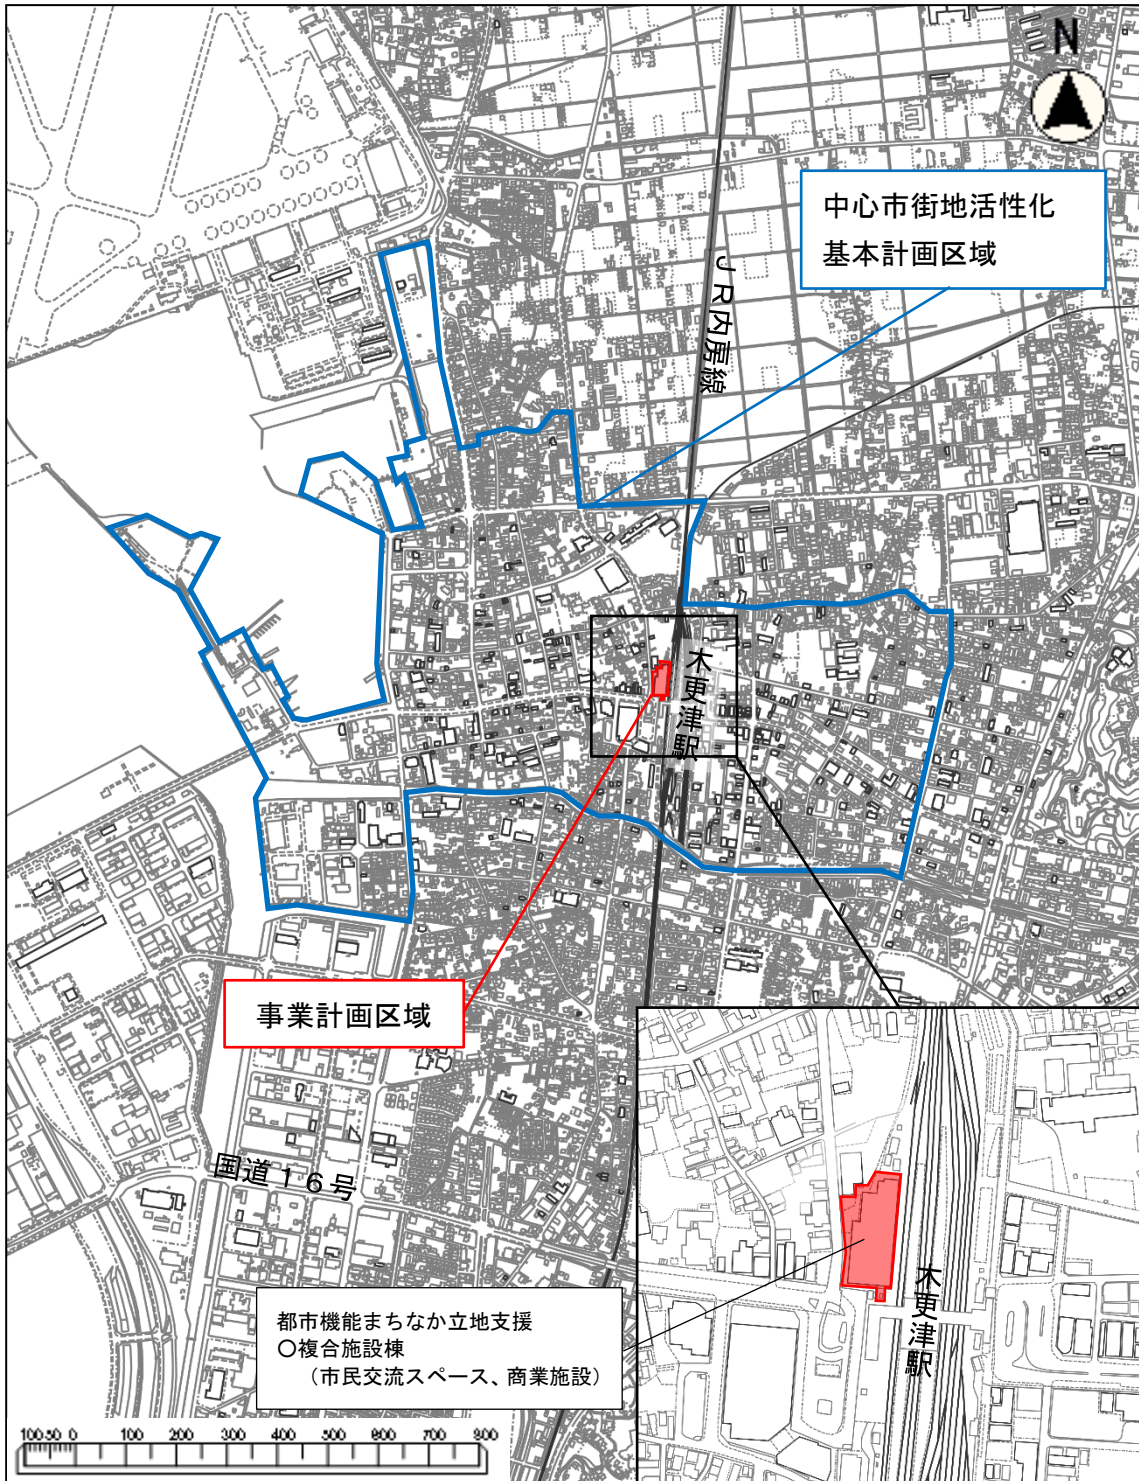 N
中心市街地活性化
基本計画区域
JR内房線
木更津駅
事業計画区域
国道16号
木更津駅
都市機能まちなか立地支援
〇複合施設棟
（市民交流スペース、商業施設）
100 50 0 100 200 300 400 500 600 700 800